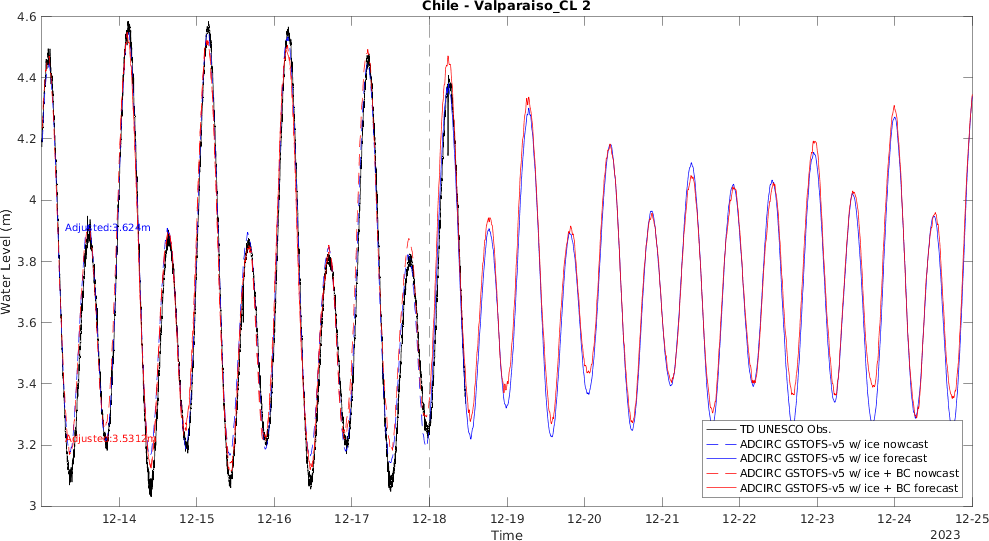 Chile - Valparaiso_CL 2
4.6
4.4
4.2
4
3.8
3.6
3.4
3.2
3
Water Level (m)
Adjusted:3.624m
Adjusted:3.5312m
TD UNESCO Obs.
ADCIRC GSTOFS-v5 w/ ice nowcast
ADCIRC GSTOFS-v5 w/ ice forecast
ADCIRC GSTOFS-v5 w/ ice + BC nowcast
ADCIRC GSTOFS-v5 w/ ice + BC forecast
12-14 12-15 12-16 12-17 12-18 12-19 12-20 12-21 12-22 12-23 12-24 12-25
Time
2023